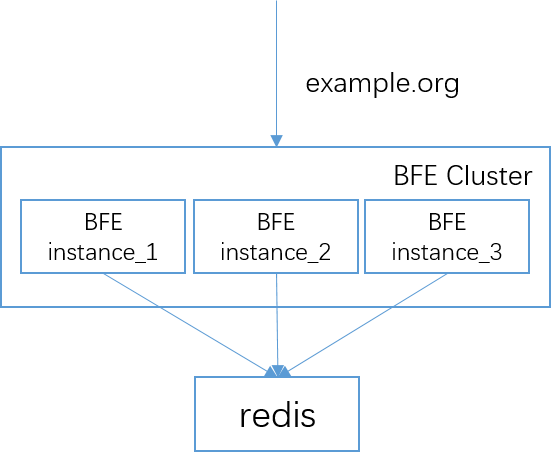 example.org
BFE Cluster
BFE
instance_1
BFE
instance_2
BFE
instance_3
redis